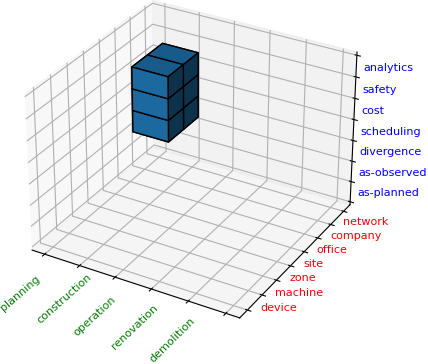 analytics
safety
cost
scheduling
divergence
as-observed
as-planned
network
company
office
site
zone
machine
device
planning
construction
operation
renovation
demolition